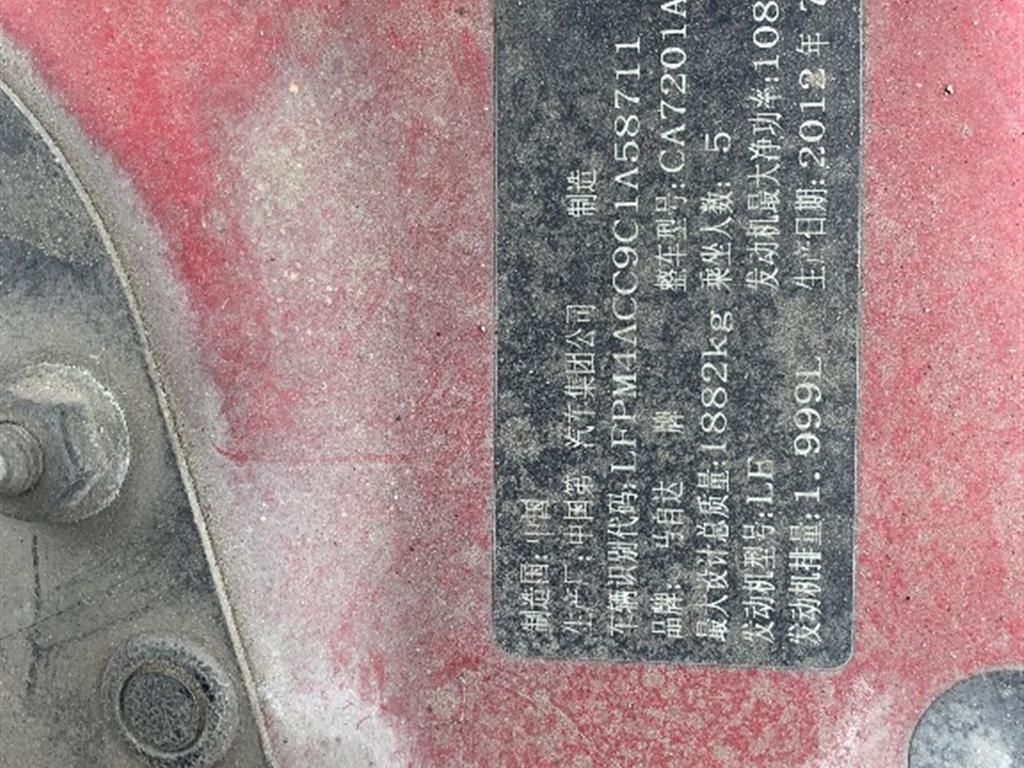 制造国: 中国
生产厂: 中国第 汽车集团公司 制造
车辆识别代码: LFPM4ACC9C1A58711
品牌: 马自达 牌 整车型号: CA7201A
最大设计总质量: 1882kg 乘坐人数: 5
发动机型号: LF 发动机最大净功率: 108
发动机排量: 1.999L 生产日期: 2012 年 7